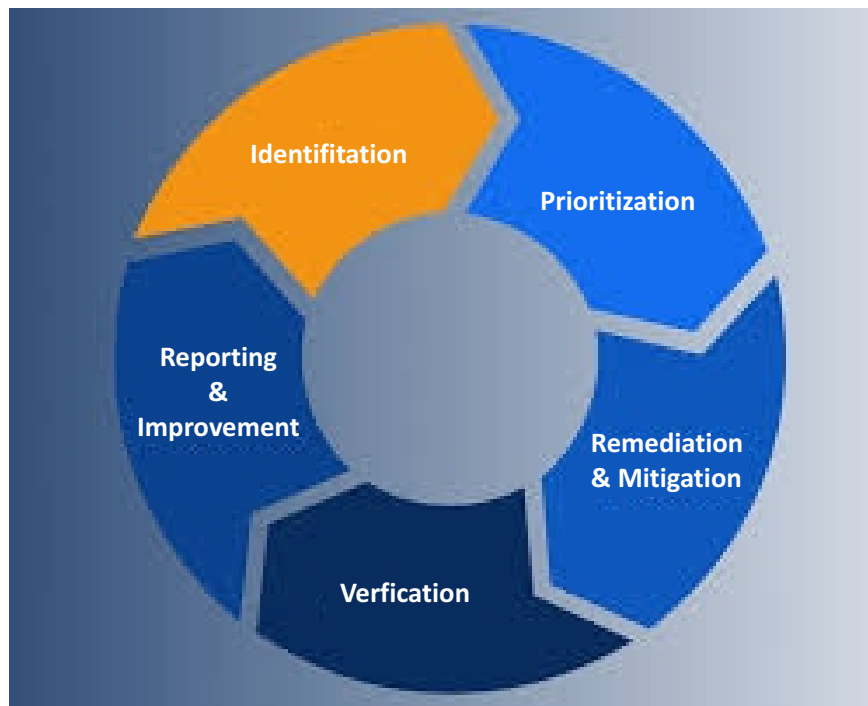 Identifitation
Prioritization
Remediation
& Mitigation
Verfication
Reporting
&
Improvement